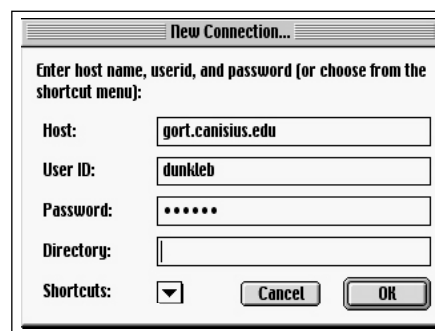 New Connection...
Enter host name, userid, and password (or choose from the
shortcut menu):
Host: gort.canisius.edu
User ID: dunkleb
Password: ••••••
Directory:
Shortcuts: Cancel OK